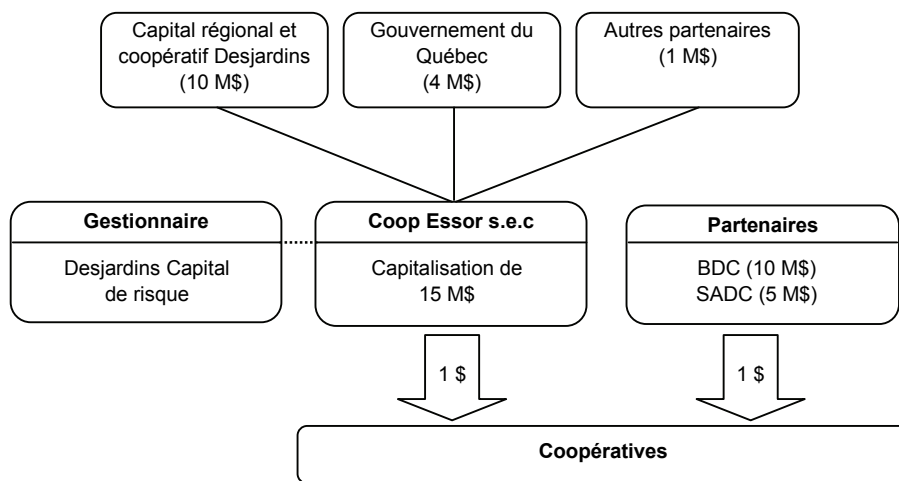 Capital régional et
coopératif Desjardins
(10 M$)
Gouvernement du
Québec
(4 M$)
Autres partenaires
(1 M$)
Gestionnaire
Desjardins Capital
de risque
Coop Essor s.e.c
Capitalisation de
15 M$
Partenaires
BDC (10 M$)
SADC (5 M$)
1 $
1 $
Coopératives